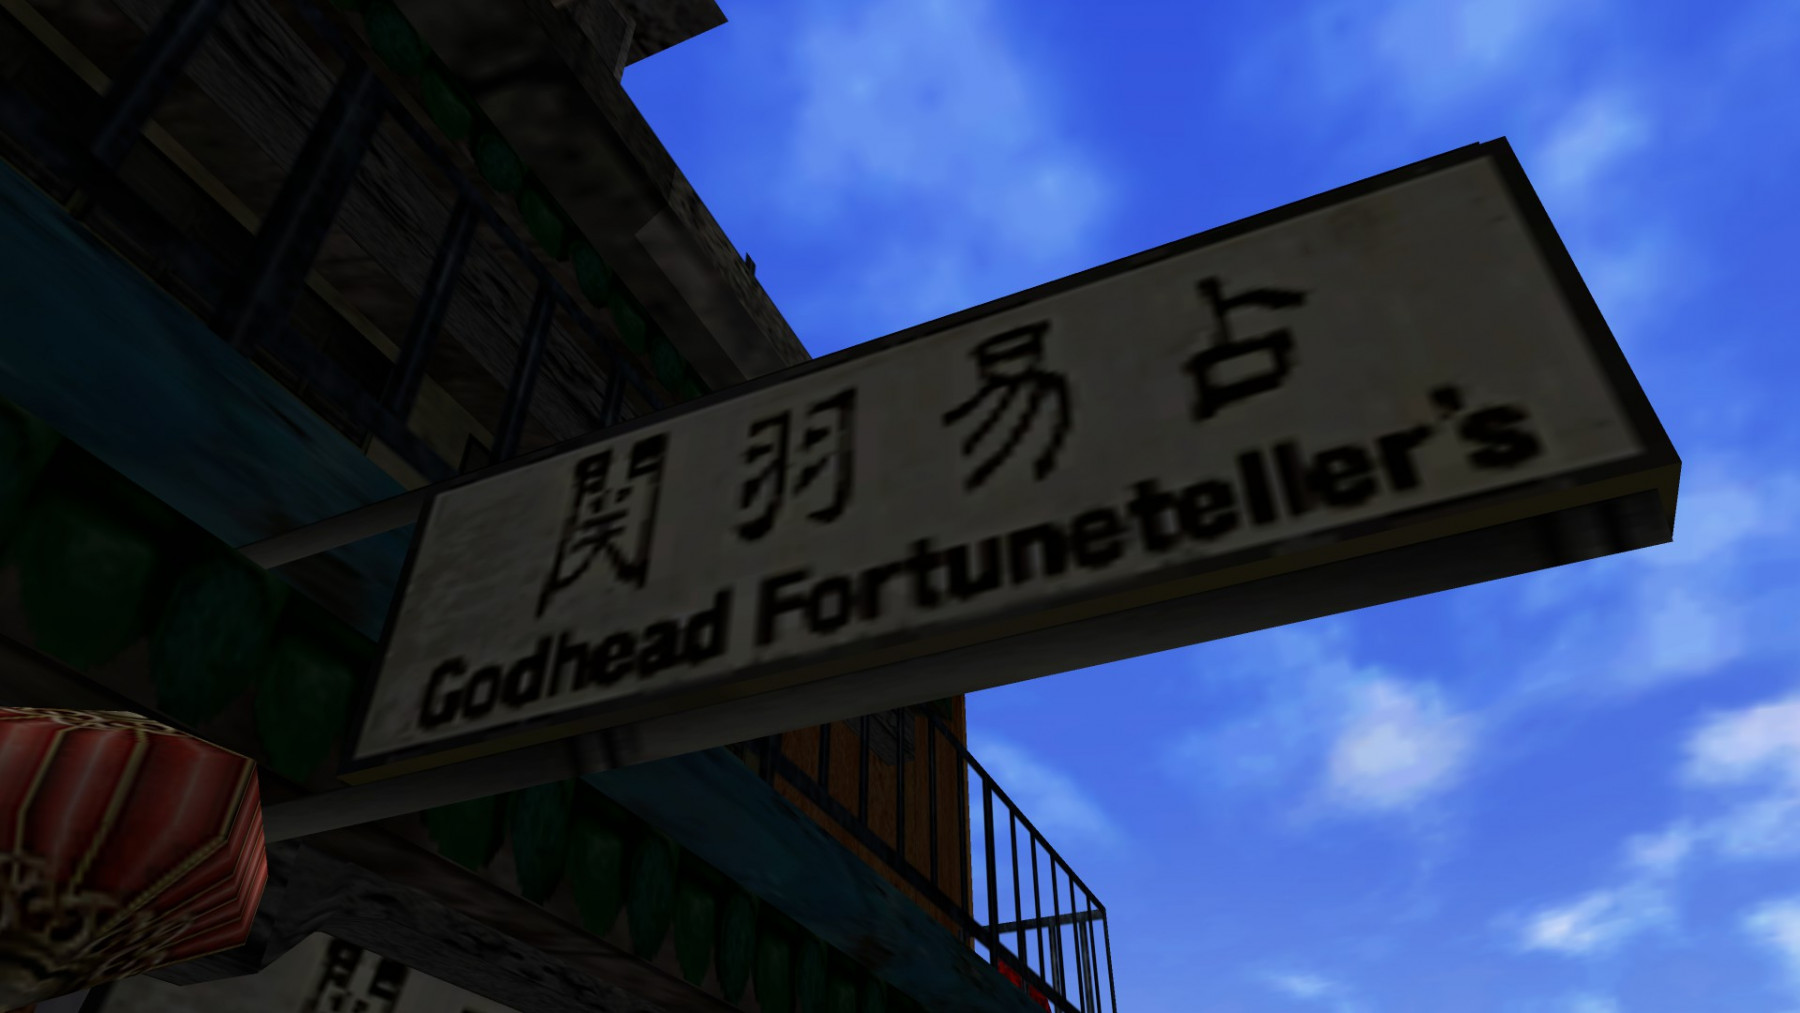 関羽易占
Godhead Fortuneteller's